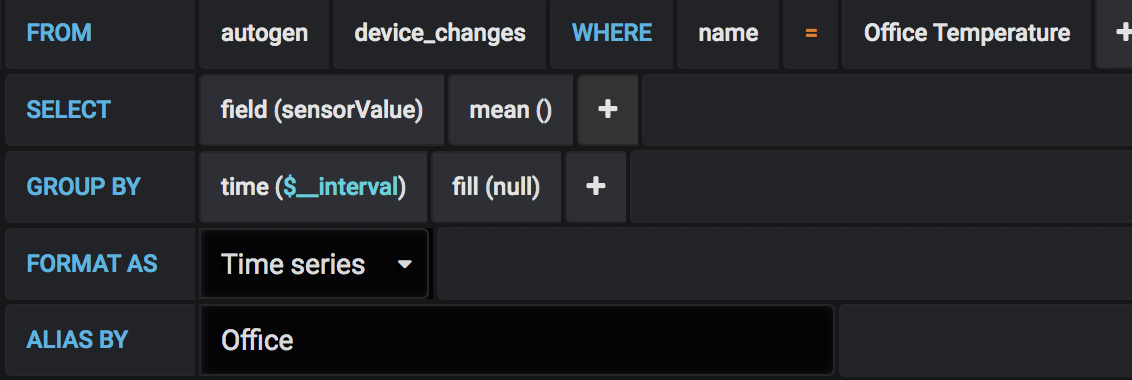 FROM autogen device_changes WHERE name = Office Temperature +
SELECT field (sensorValue) mean () +
GROUP BY time ($__interval) fill (null) +
FORMAT AS Time series
ALIAS BY Office